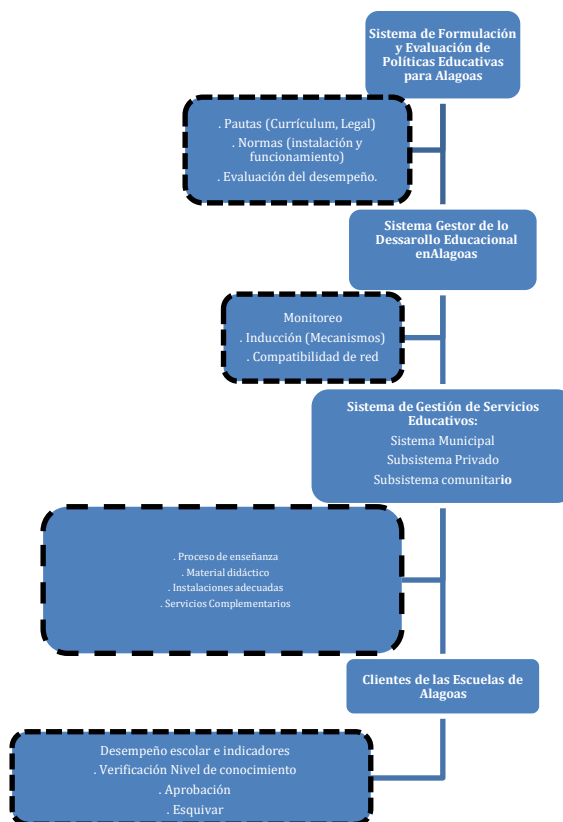 Sistema de Formulación
y Evaluación de
Políticas Educativas
para Alagoas
. Pautas (Currículum, Legal)
. Normas (instalación y
funcionamiento)
. Evaluación del desempeño.
Sistema Gestor de lo
Dessarollo Educacional
enAlagoas
Monitoreo
. Inducción (Mecanismos)
. Compatibilidad de red
Sistema de Gestión de Servicios
Educativos:
Sistema Municipal
Subsistema Privado
Subsistema comunitario
. Proceso de enseñanza
. Material didáctico
. Instalaciones adecuadas
. Servicios Complementarios
Clientes de las Escuelas de
Alagoas
Desempeño escolar e indicadores
. Verificación Nivel de conocimiento
. Aprobación
. Esquivar